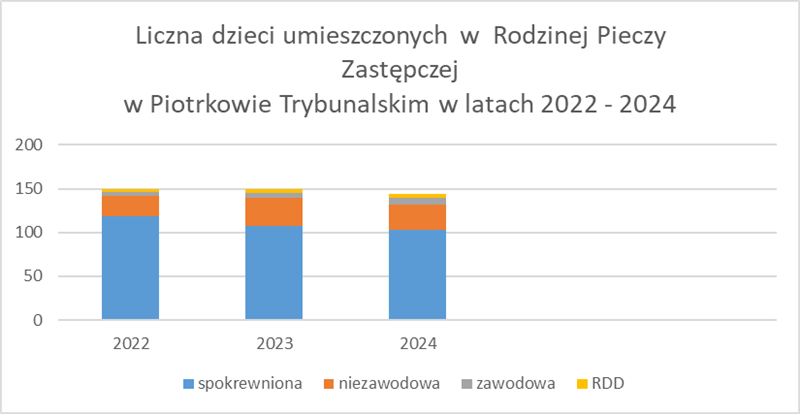 Liczna dzieci umieszczonych w Rodzinej Pieczy
Zastępczej
w Piotrkowie Trybunalskim w latach 2022 - 2024
200
150
100
50
0
2022 2023 2024
spokrewniona niezawodowa zawodowa RDD